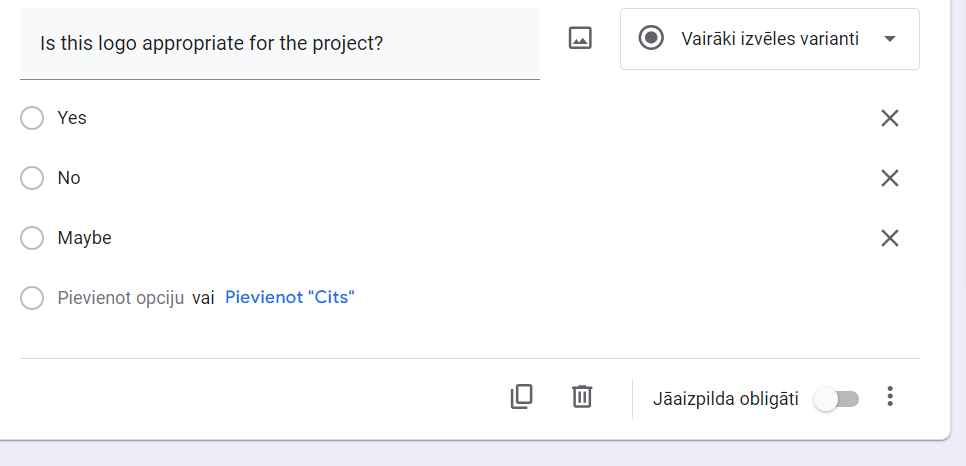 Is this logo appropriate for the project?
Vairāki izvēles varianti
Yes
No
Maybe
Pievienot opciju vai Pievienot "Cits"
Jāaizpilda obligāti